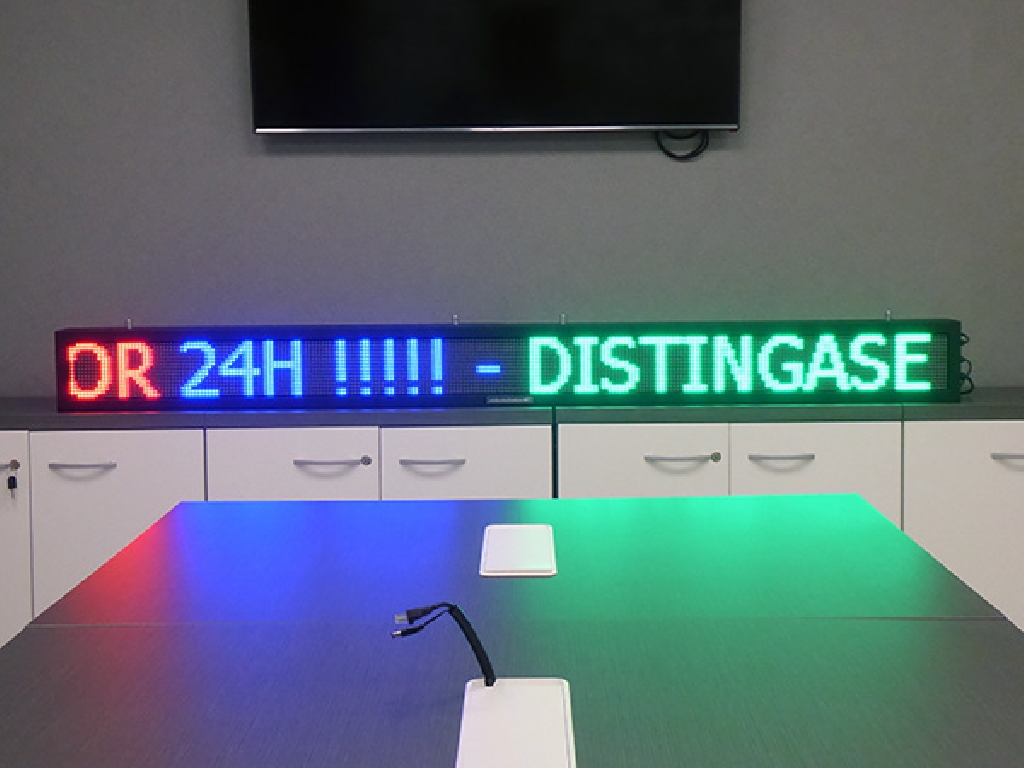 OR 24H !!!!! - DISTINGASE